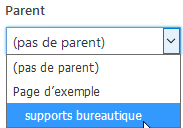 Parent
(pas de parent)
(pas de parent)
Page d'exemple
supports bureautique